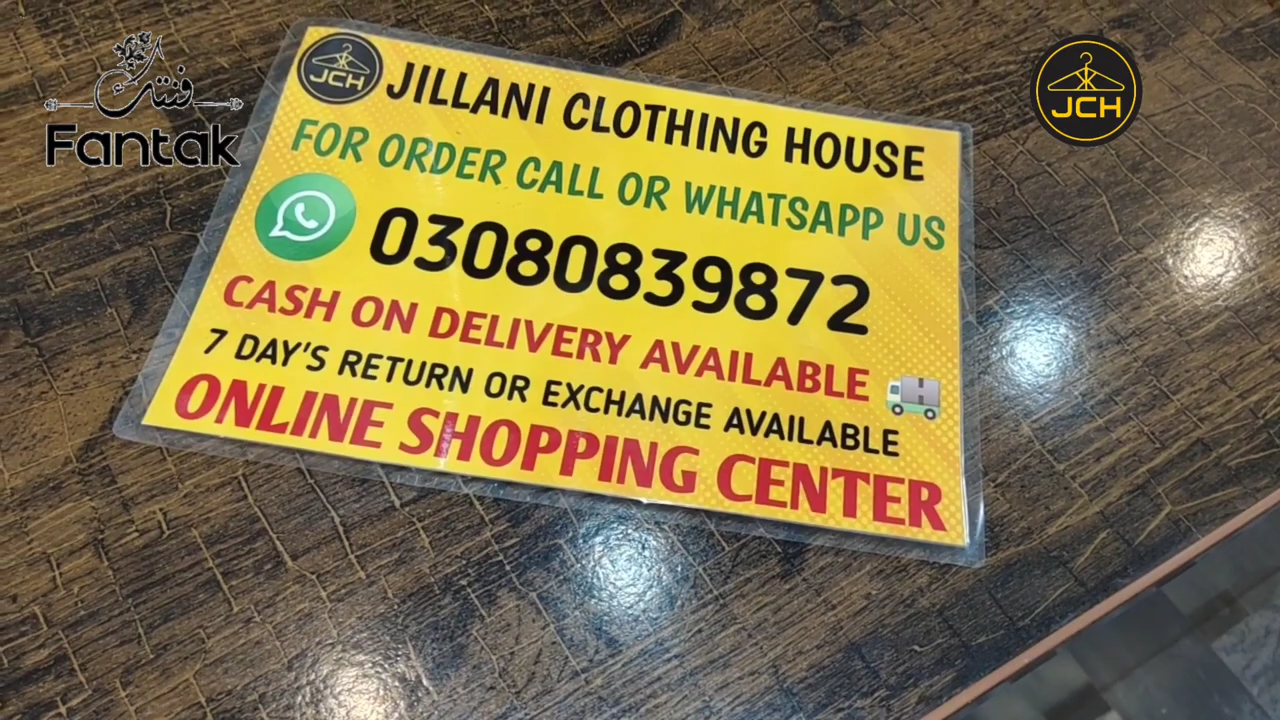 فنتك
Fantak
JCH
JCH
JILLANI CLOTHING HOUSE
FOR ORDER CALL OR WHATSAPP US
03080839872
CASH ON DELIVERY AVAILABLE
7 DAY'S RETURN OR EXCHANGE AVAILABLE
ONLINE SHOPPING CENTER